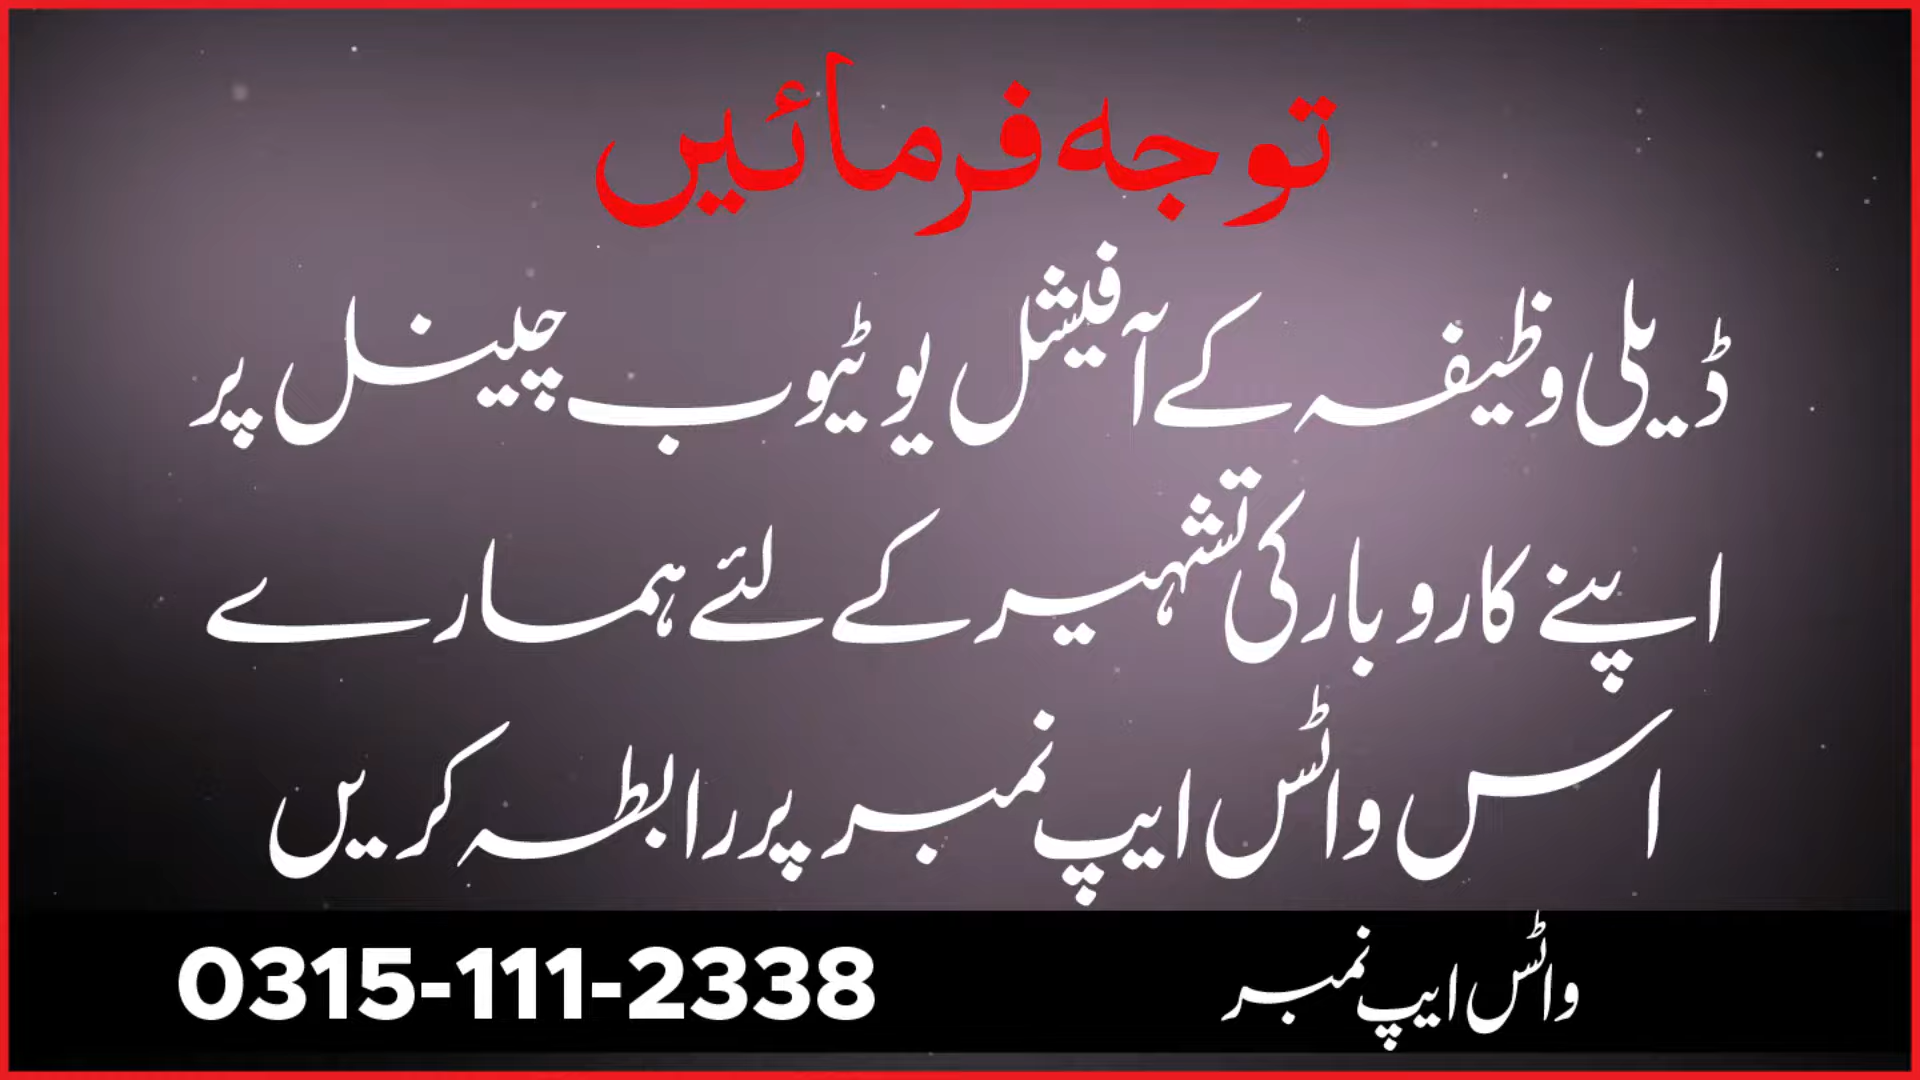 توجہ فرمائیں
ڈیلی وظیفہ کے آفیشل یوٹیوب چینل پر
اپنے کاروبار کی تشہیر کے لئے ہمارے
اس واٹس ایپ نمبر پر رابطہ کریں
واٹس ایپ نمبر 0315-111-2338